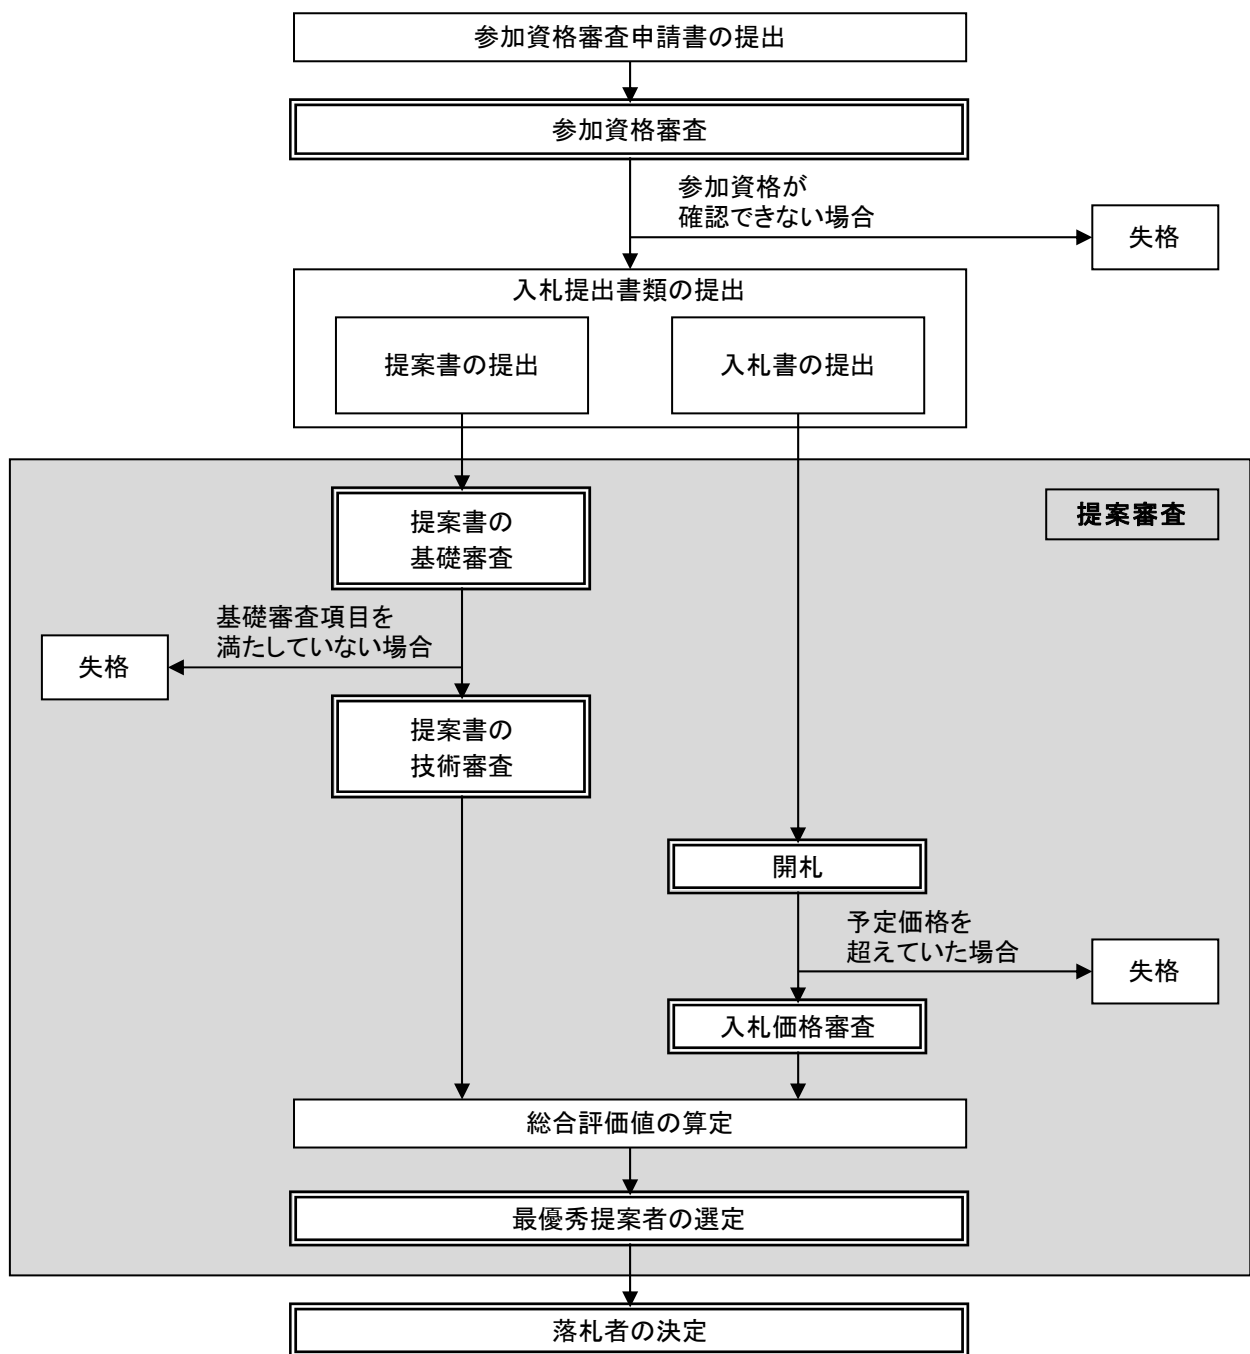 参加資格審査申請書の提出
参加資格審査
参加資格が
確認できない場合
失格
入札提出書類の提出
提案書の提出
入札書の提出
提案審査
提案書の
基礎審査
基礎審査項目を
満たしていない場合
失格
提案書の
技術審査
開札
予定価格を
超えていた場合
失格
入札価格審査
総合評価値の算定
最優秀提案者の選定
落札者の決定